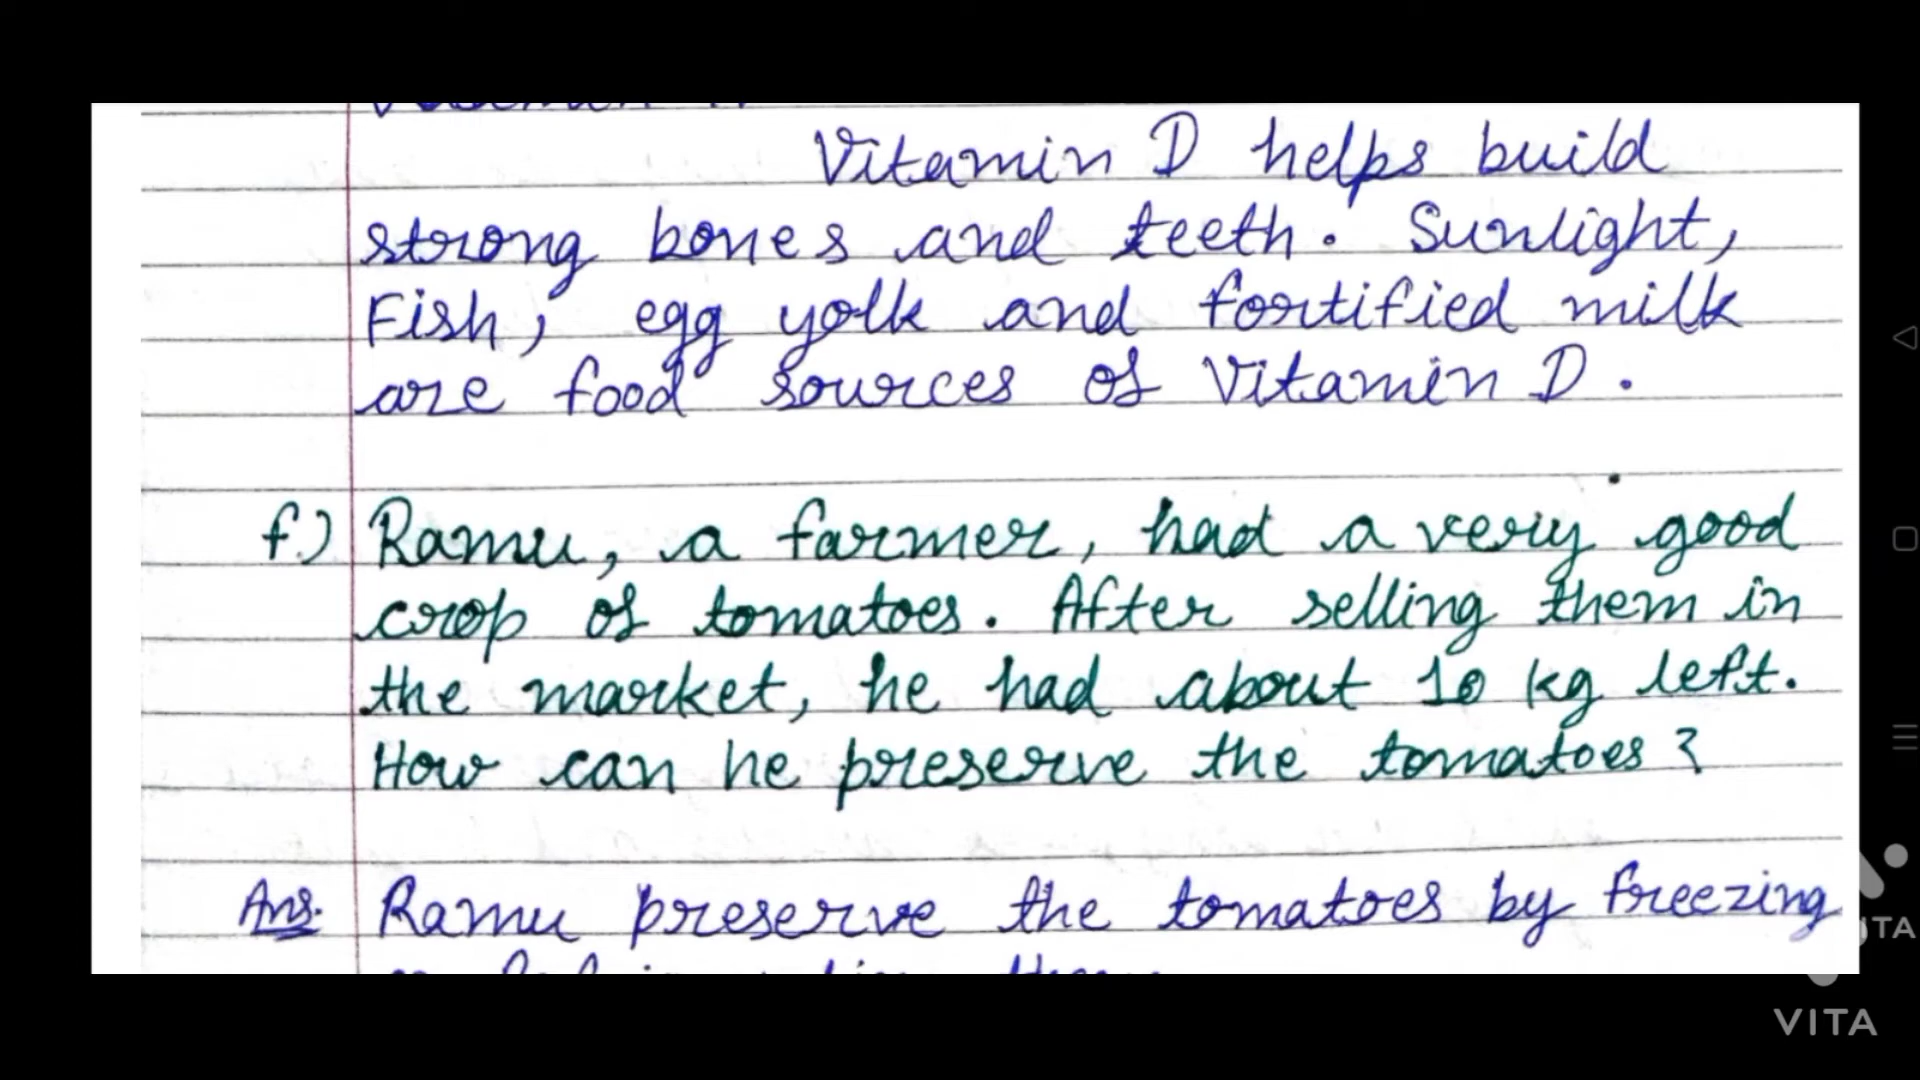 Vitamin D helps build
strong bones and teeth. Sunlight,
Fish, egg yolk and fortified milk
are food sources of Vitamin D.
f) Ramu, a farmer, had a very good
crop of tomatoes. After selling them in
the market, he had about 10 kg left.
How can he preserve the tomatoes?
Ans. Ramu preserve the tomatoes by freezing
VITA